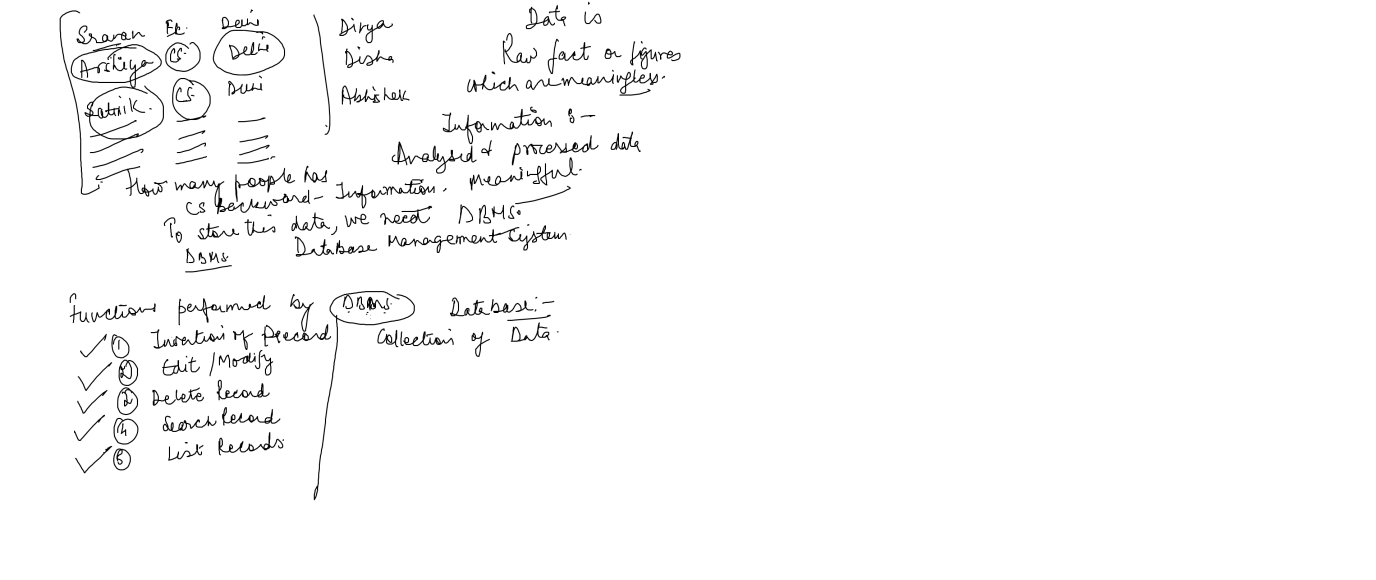 Sravan Ec Delhi
Arshiya CS Delhi
Satvik. CS Delhi
Divya
Disha
Abhishek
Data is
Raw fact or figures
which are meaningless.
Information :-
Analysed & processed data
Meaningful.
How many people has
CS backward - Information.
To store this data, we need DBMS.
DBMS Database Management System
Functions performed by DBMS
① Insertion of Record
② Edit / Modify
Delete Record
④ Search Record
⑤ List Records
Database:-
Collection of Data.